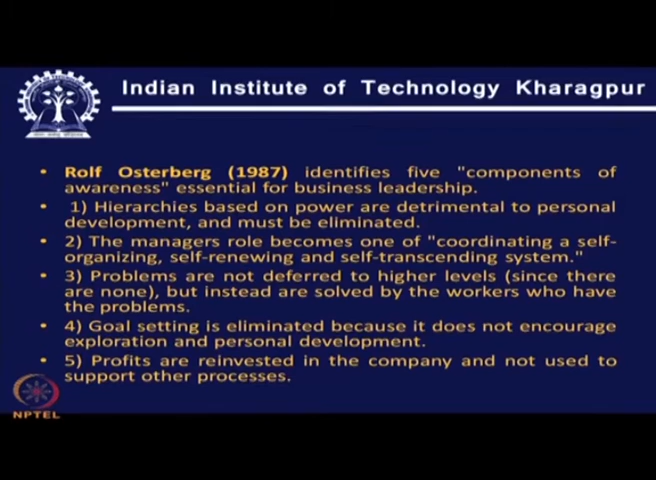 Indian Institute of Technology Kharagpur
• Rolf Osterberg (1987) identifies five "components of
awareness" essential for business leadership.
• 1) Hierarchies based on power are detrimental to personal
development, and must be eliminated.
• 2) The managers role becomes one of "coordinating a self-
organizing, self-renewing and self-transcending system."
• 3) Problems are not deferred to higher levels (since there
are none), but instead are solved by the workers who have
the problems.
• 4) Goal setting is eliminated because it does not encourage
exploration and personal development.
• 5) Profits are reinvested in the company and not used to
support other processes.
NPTEL